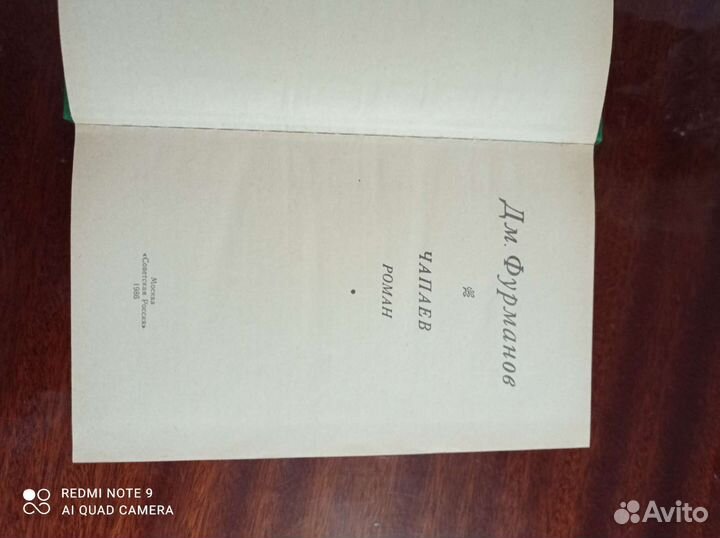 Дм. Фурманов
ЧАПАЕВ
РОМАН
Москва
«Советская Россия»
1986
REDMI NOTE 9
AI QUAD CAMERA
Avito